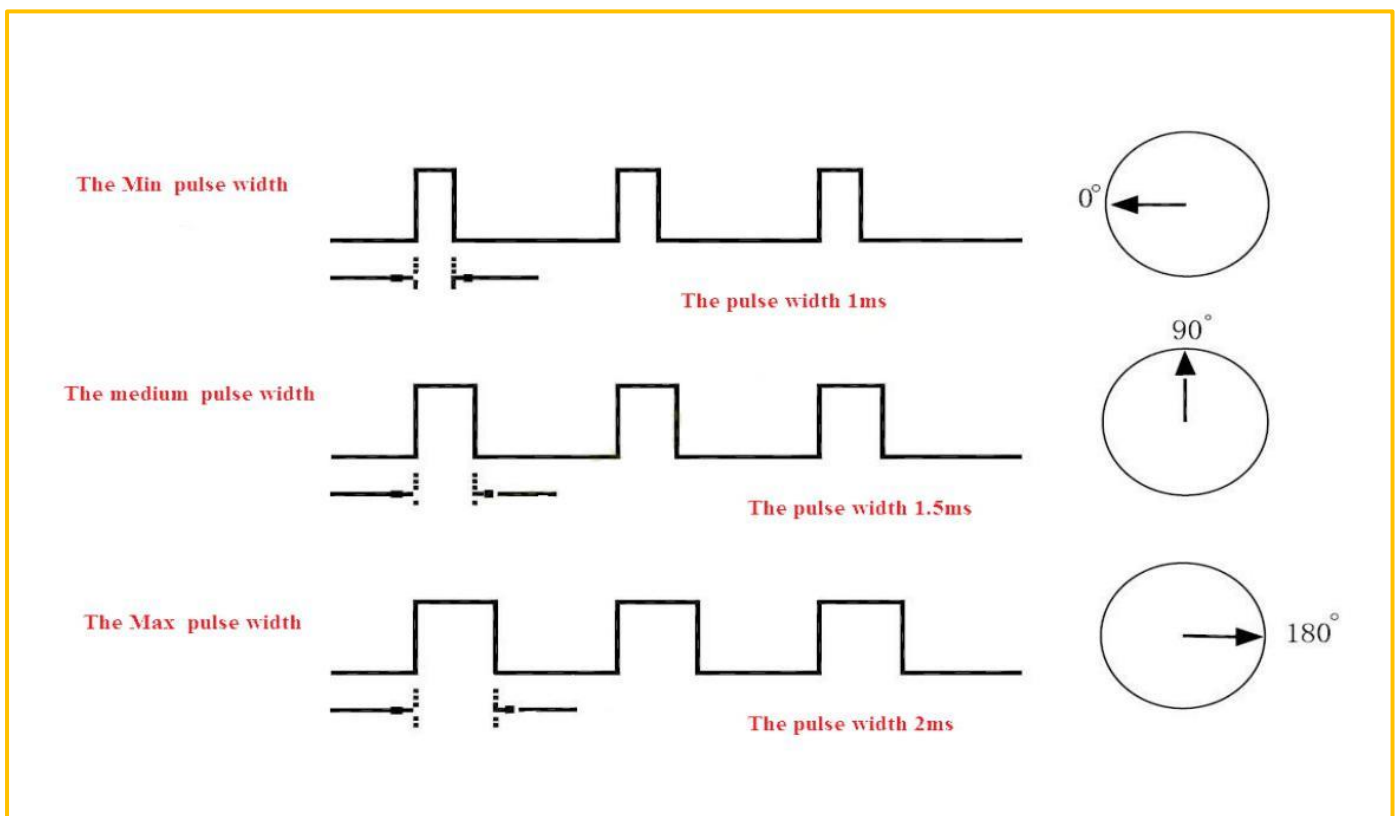 The Min pulse width
0°
The pulse width 1ms
90°
The medium pulse width
The pulse width 1.5ms
The Max pulse width
180°
The pulse width 2ms